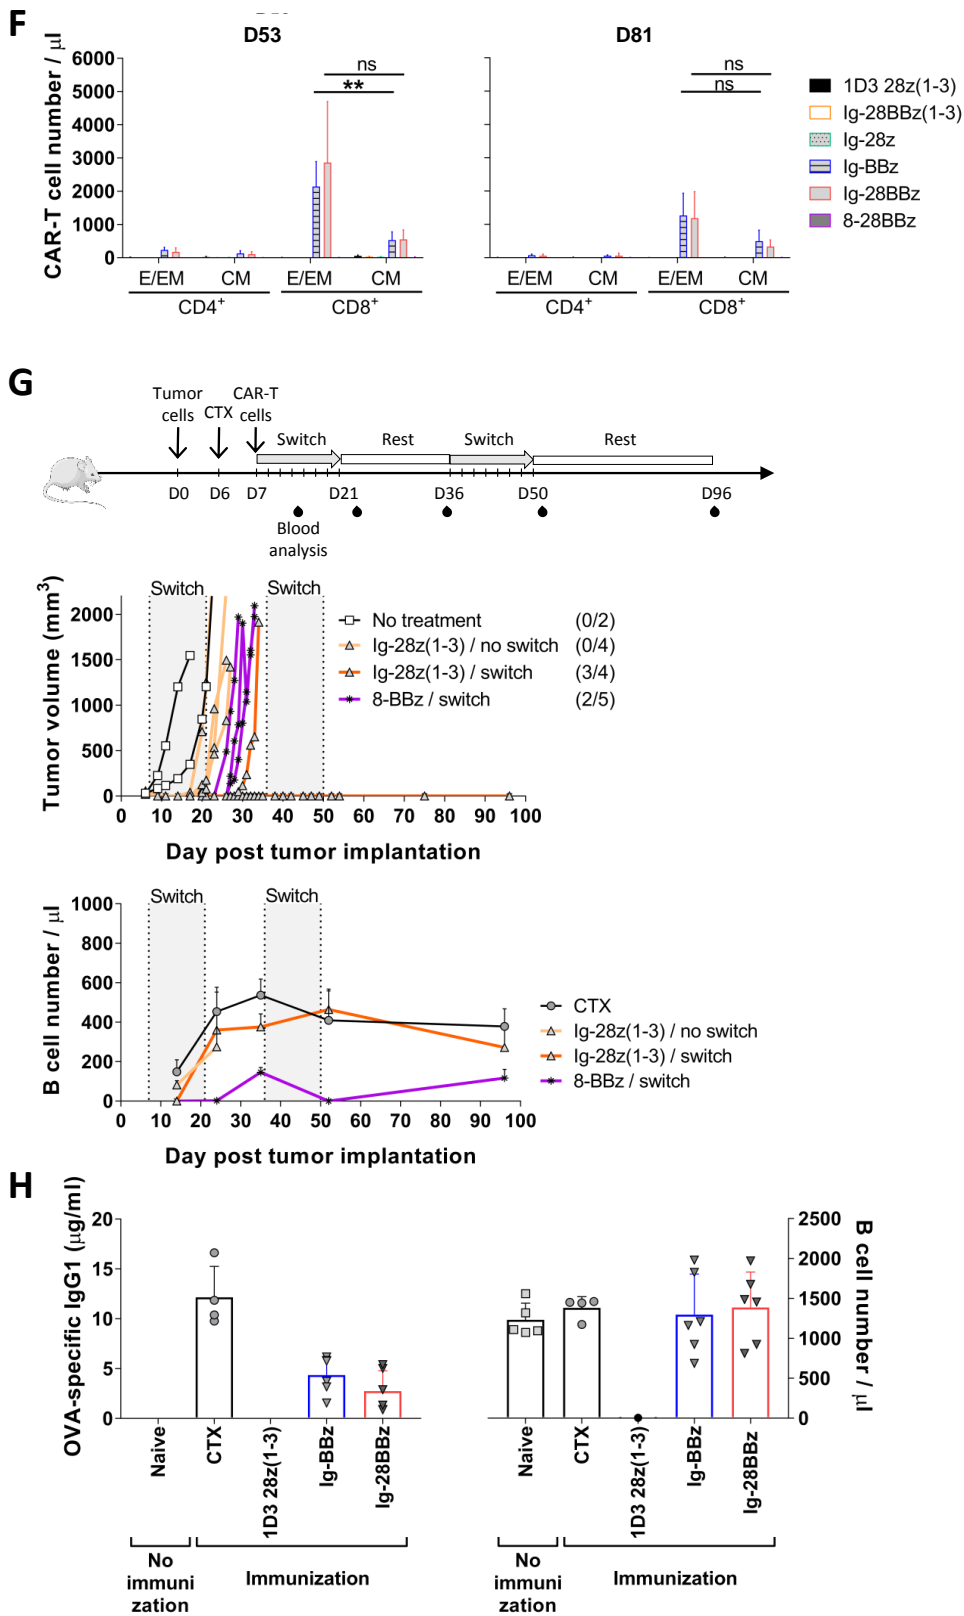 F
D53
D81
CAR-T cell number / µl
6000
5000
4000
3000
2000
1000
0
ns
**
ns
ns
E/EM
CM
E/EM
CM
E/EM
CM
E/EM
CM
CD4+
CD8+
CD4+
CD8+
1D3 28z(1-3)
Ig-28BBz(1-3)
Ig-28z
Ig-BBz
Ig-28BBz
8-28BBz
G
Tumor cells
CTX
CAR-T cells
Switch
Rest
Switch
Rest
D0
D6
D7
D21
D36
D50
D96
Blood analysis
Tumor volume (mm3)
2000
1500
1000
500
0
Switch
Switch
No treatment (0/2)
Ig-28z(1-3) / no switch (0/4)
Ig-28z(1-3) / switch (3/4)
8-BBz / switch (2/5)
0 10 20 30 40 50 60 70 80 90 100
Day post tumor implantation
B cell number / µl
1000
800
600
400
200
0
Switch
Switch
CTX
Ig-28z(1-3) / no switch
Ig-28z(1-3) / switch
8-BBz / switch
0 10 20 30 40 50 60 70 80 90 100
Day post tumor implantation
H
OVA-specific IgG1 (µg/ml)
20
15
10
5
0
Naive
CTX
1D3 28z(1-3)
Ig-BBz
Ig-28BBz
No
immuni
zation
Immunization
2500
2000
1500
1000
500
0
B cell number / µl
Naive
CTX
1D3 28z(1-3)
Ig-BBz
Ig-28BBz
No
immuni
zation
Immunization